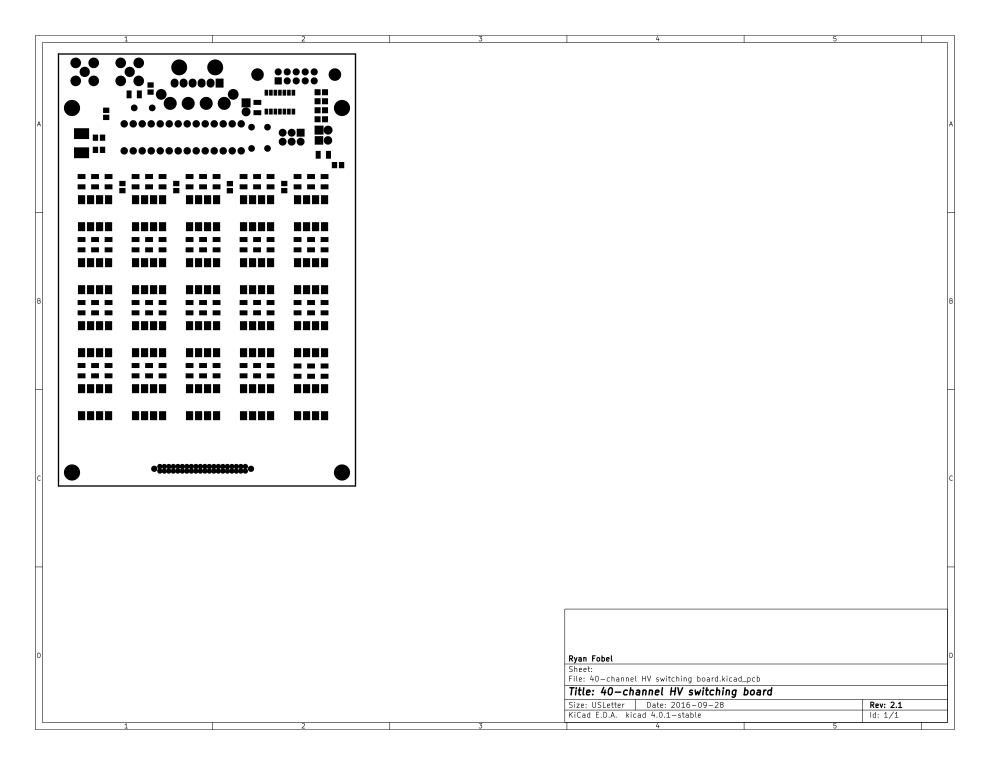 1 2 3 4 5
A A
B B
C C
D D
Ryan Fobel
Sheet:
File: 40-channel HV switching board.kicad_pcb
Title: 40-channel HV switching board
Size: USLetter Date: 2016-09-28 Rev: 2.1
KiCad E.D.A. kicad 4.0.1-stable Id: 1/1
1 2 3 4 5